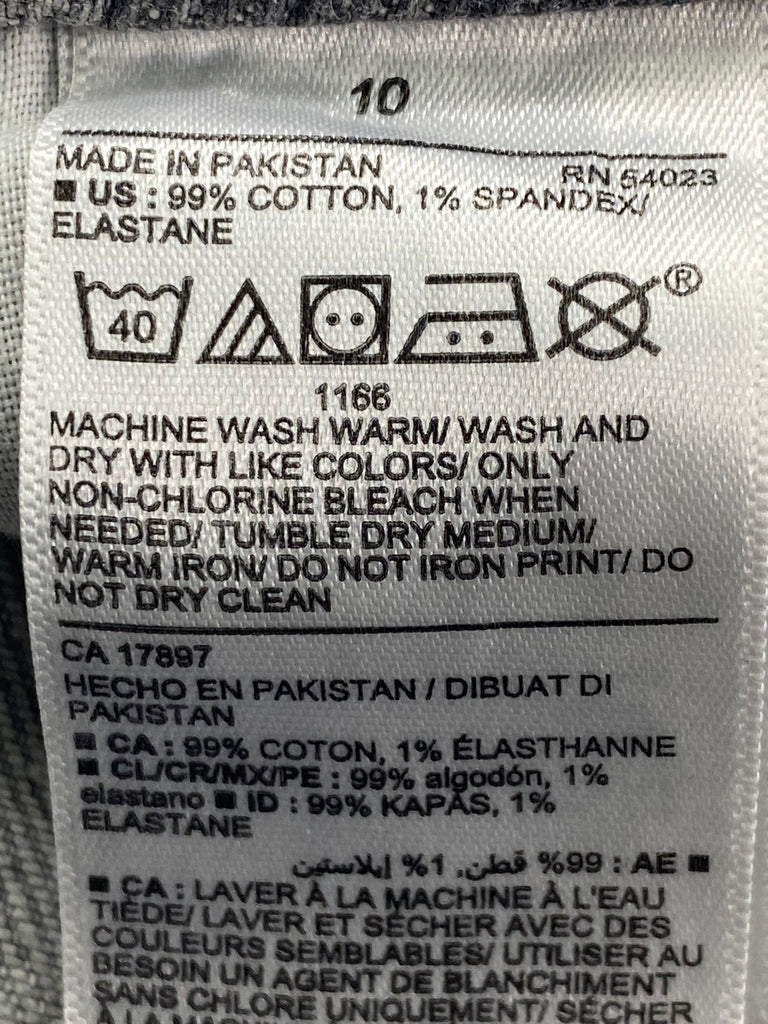 10
MADE IN PAKISTAN RN 54023
■ US : 99% COTTON, 1% SPANDEX/
ELASTANE
40
®
1166
MACHINE WASH WARM/ WASH AND
DRY WITH LIKE COLORS/ ONLY
NON-CHLORINE BLEACH WHEN
NEEDED/ TUMBLE DRY MEDIUM/
WARM IRON/ DO NOT IRON PRINT/ DO
NOT DRY CLEAN
CA 17897
HECHO EN PAKISTAN / DIBUAT DI
PAKISTAN
■ CA : 99% COTON, 1% ÉLASTHANNE
■ CL/CR/MX/PE : 99% algodón, 1%
elastano ■ ID : 99% KAPAS, 1%
ELASTANE
■ AE : 99% قطن, 1% إيلاستين
■ CA : LAVER À LA MACHINE À L'EAU
TIÈDE/ LAVER ET SÉCHER AVEC DES
COULEURS SEMBLABLES/ UTILISER AU
BESOIN UN AGENT DE BLANCHIMENT
SANS CHLORE UNIQUEMENT/ SÉCHER
À LA